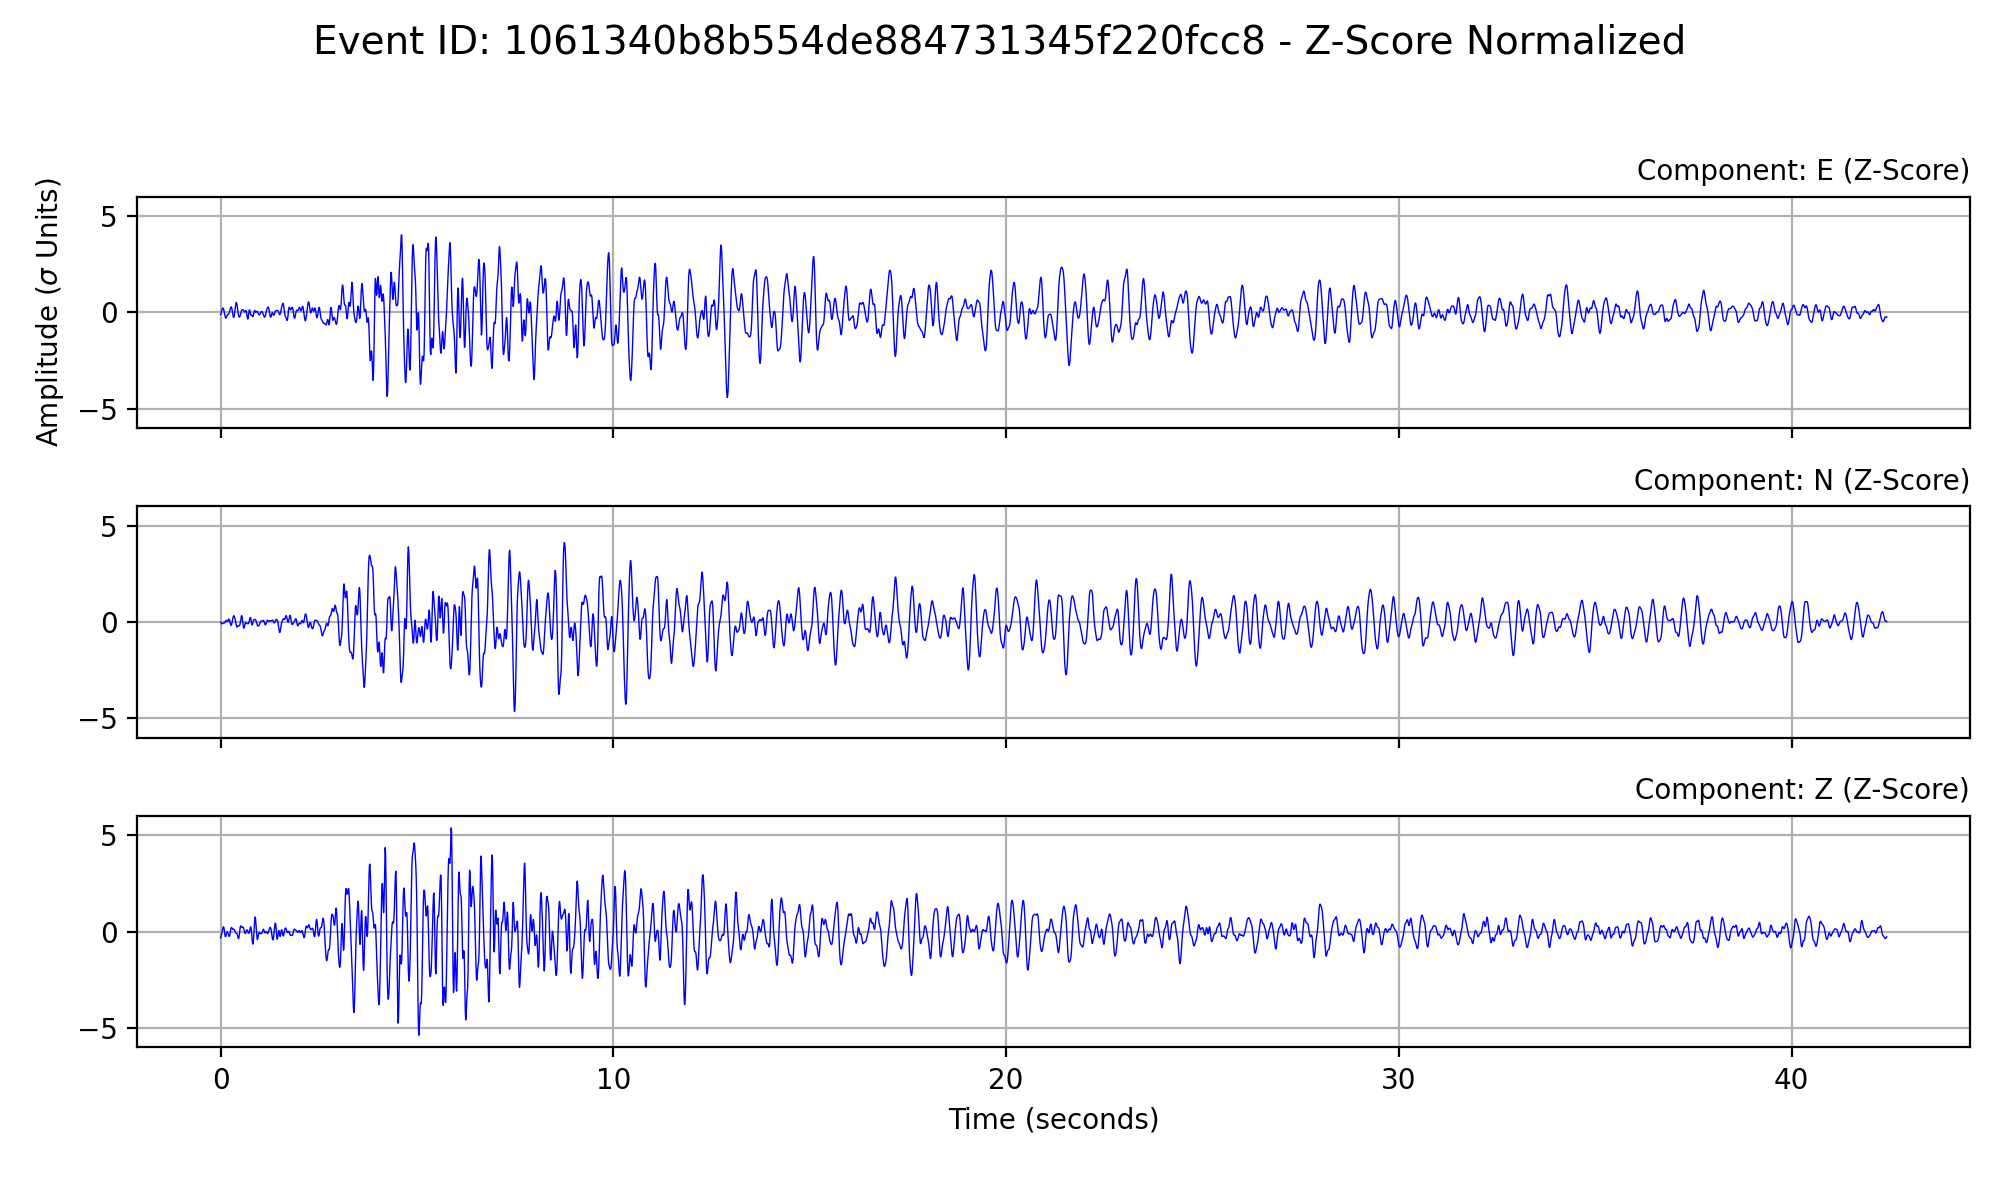 Event ID: 1061340b8b554de884731345f220fcc8 - Z-Score Normalized
Component: E (Z-Score)
Amplitude (σ Units)
5
0
−5
Component: N (Z-Score)
5
0
−5
Component: Z (Z-Score)
5
0
−5
0 10 20 30 40
Time (seconds)